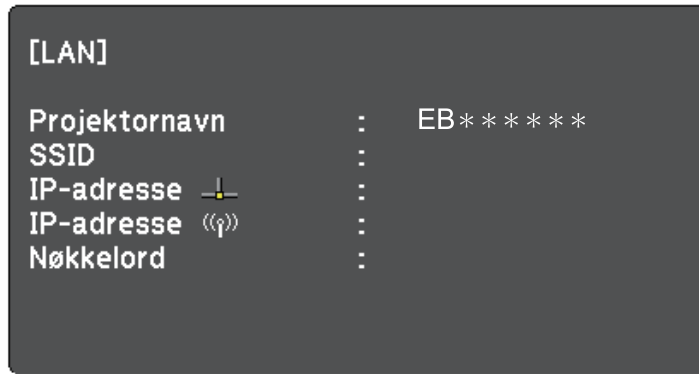 [LAN]
Projektornavn : EB******
SSID :
IP-adresse :
IP-adresse :
Nøkkelord :